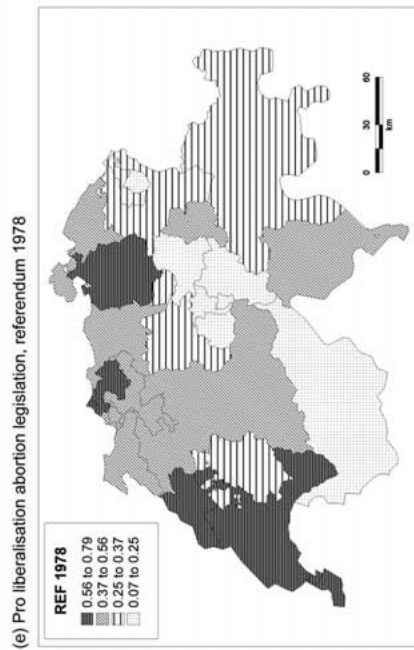 (e) Pro liberalisation abortion legislation, referendum 1978
REF 1978
0.56 to 0.79
0.37 to 0.56
0.25 to 0.37
0.07 to 0.25
0 30 60
km